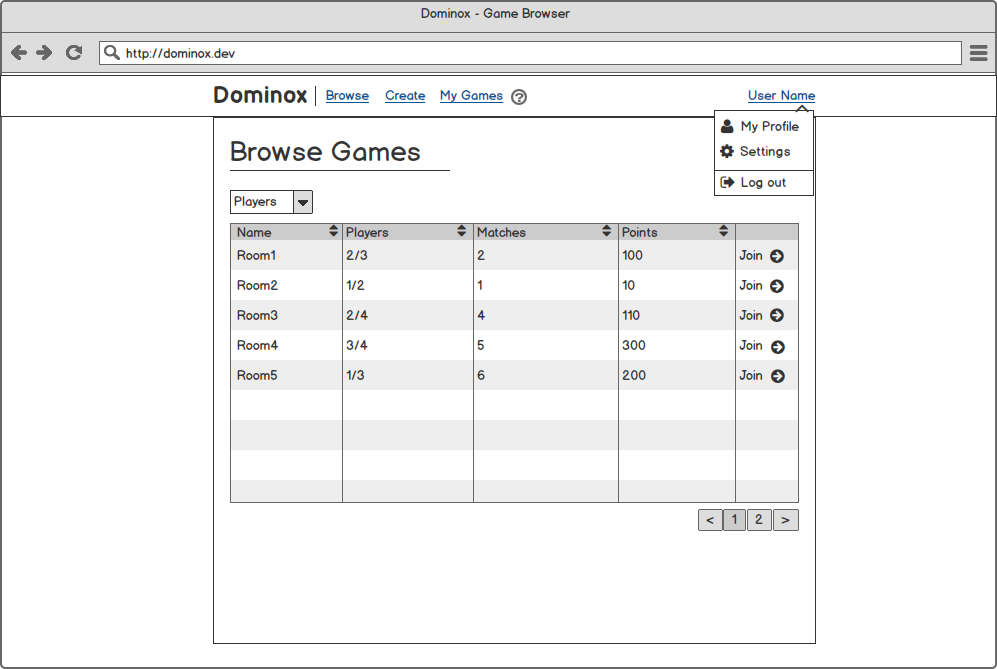 Dominox - Game Browser
http://dominox.dev
Dominox Browse Create My Games ? User Name
My Profile
Settings
Log out
Browse Games
Players
Name Players Matches Points
Room1 2/3 2 100 Join
Room2 1/2 1 10 Join
Room3 2/4 4 110 Join
Room4 3/4 5 300 Join
Room5 1/3 6 200 Join
< 1 2 >